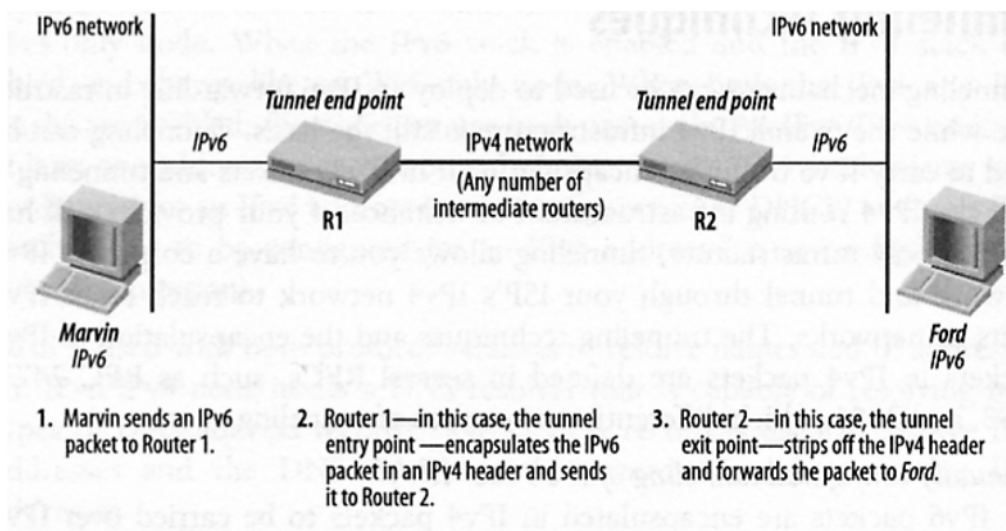 IPv6 network
IPv6 network
Tunnel end point
Tunnel end point
IPv6
IPv4 network
IPv6
(Any number of
intermediate routers)
R1
R2
Marvin
IPv6
Ford
IPv6
1. Marvin sends an IPv6
packet to Router 1.
2. Router 1—in this case, the tunnel
entry point—encapsulates the IPv6
packet in an IPv4 header and sends
it to Router 2.
3. Router 2—in this case, the tunnel
exit point—strips off the IPv4 header
and forwards the packet to Ford.